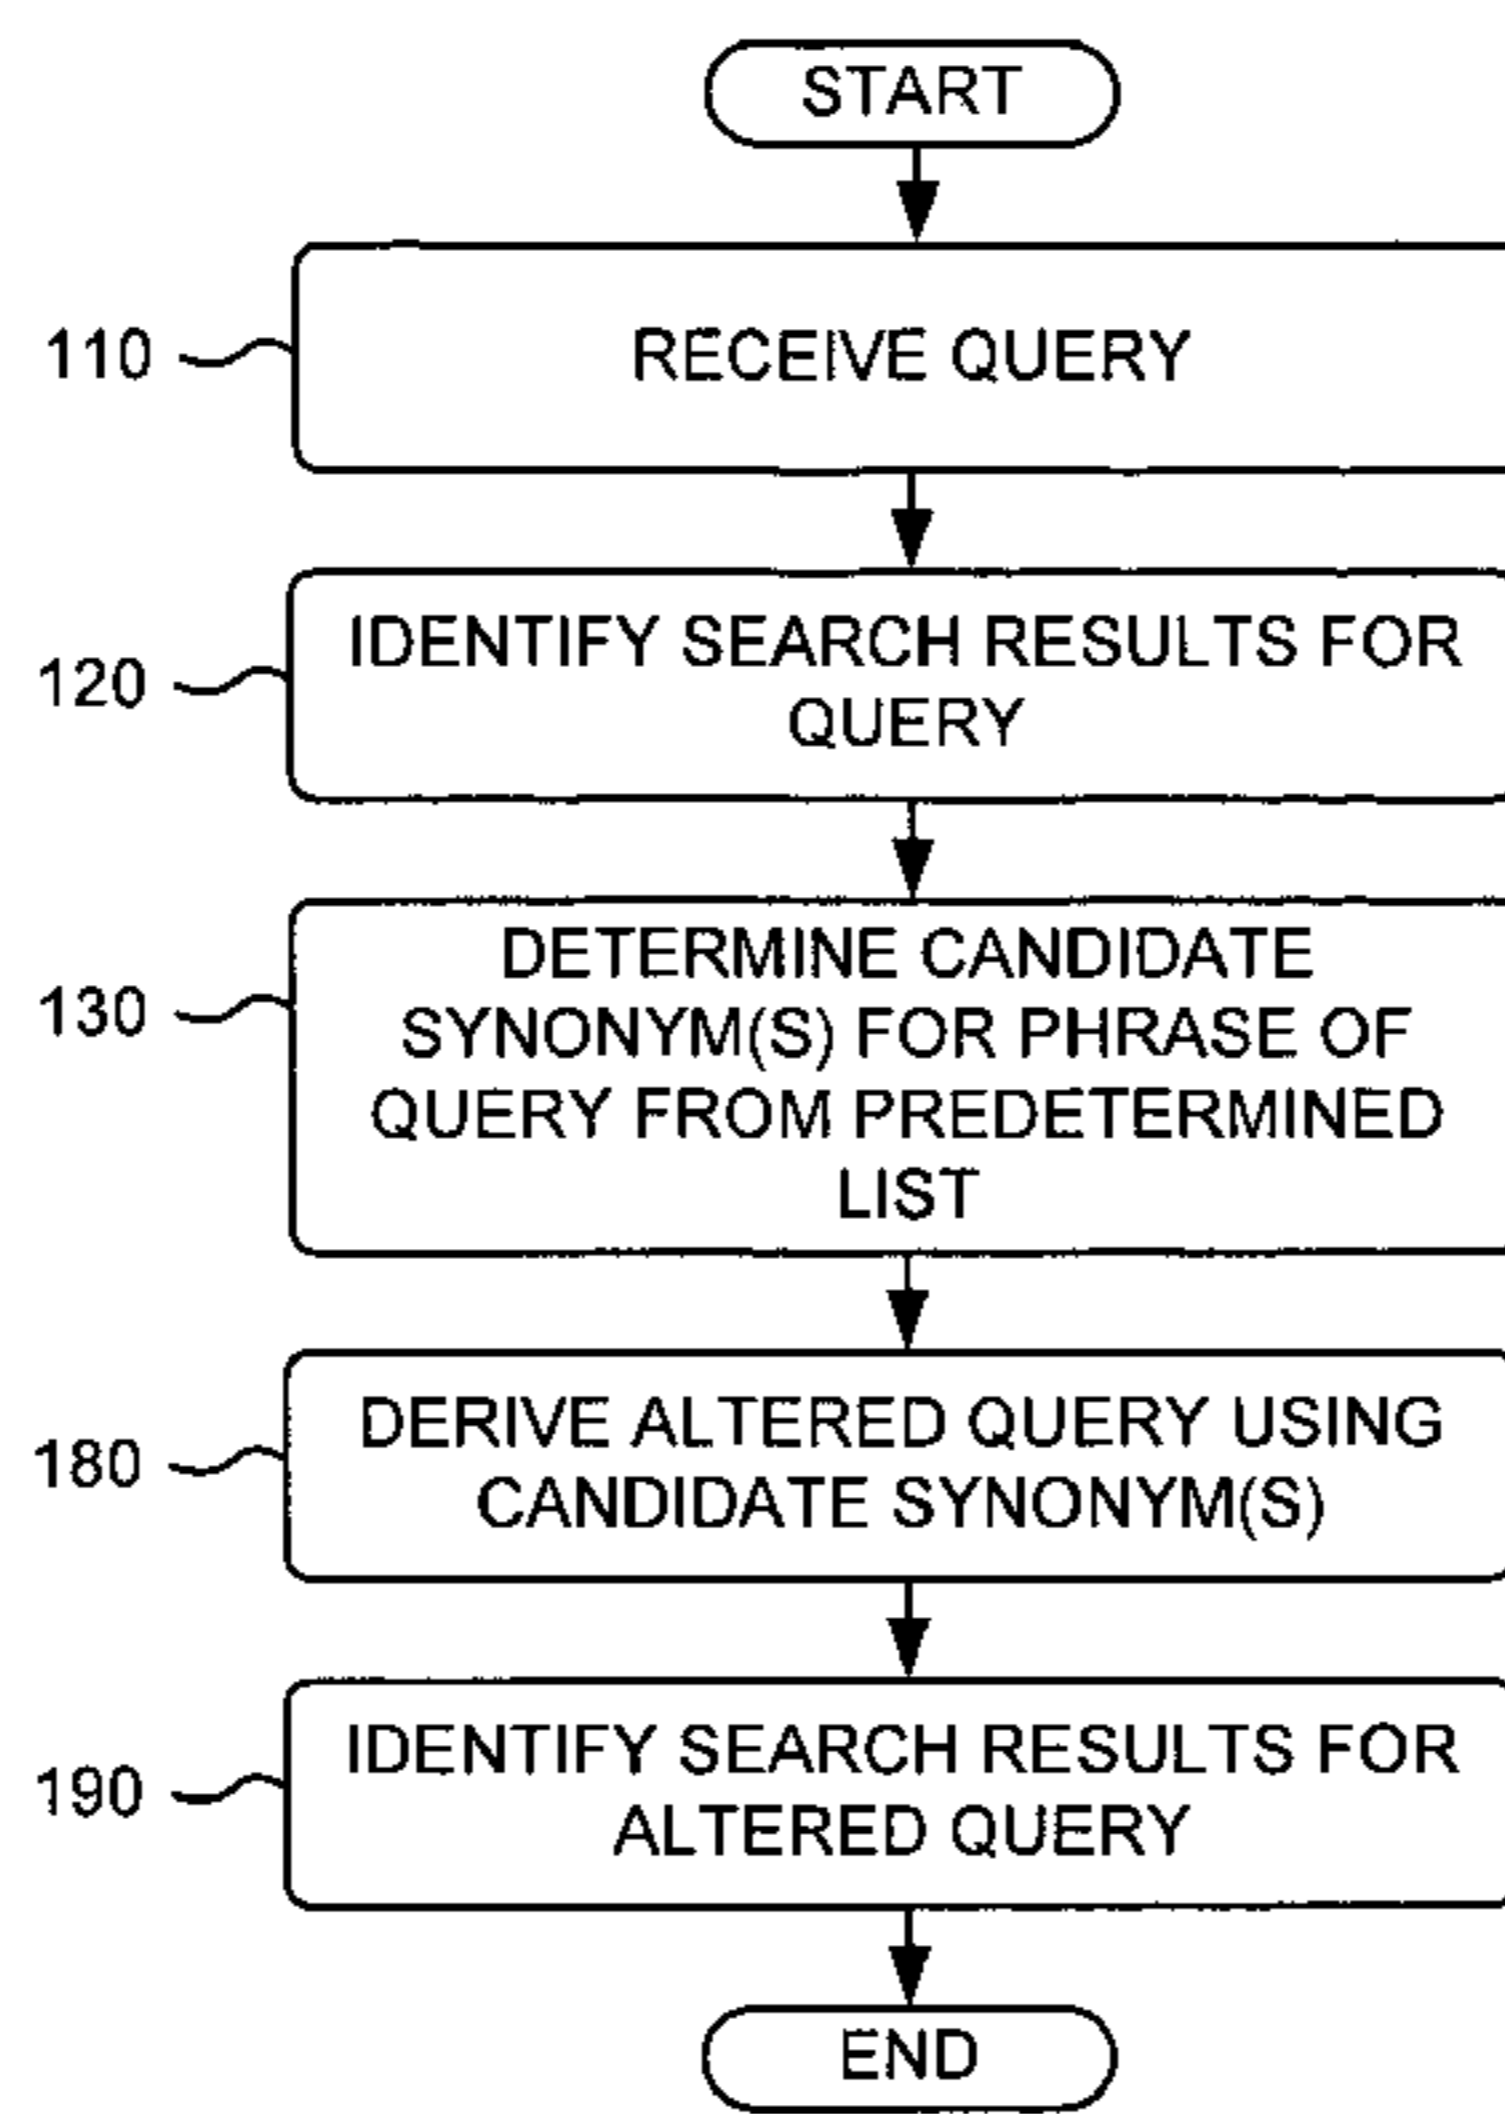 START
110
RECEIVE QUERY
120
IDENTIFY SEARCH RESULTS FOR
QUERY
130
DETERMINE CANDIDATE
SYNONYM(S) FOR PHRASE OF
QUERY FROM PREDETERMINED
LIST
180
DERIVE ALTERED QUERY USING
CANDIDATE SYNONYM(S)
190
IDENTIFY SEARCH RESULTS FOR
ALTERED QUERY
END